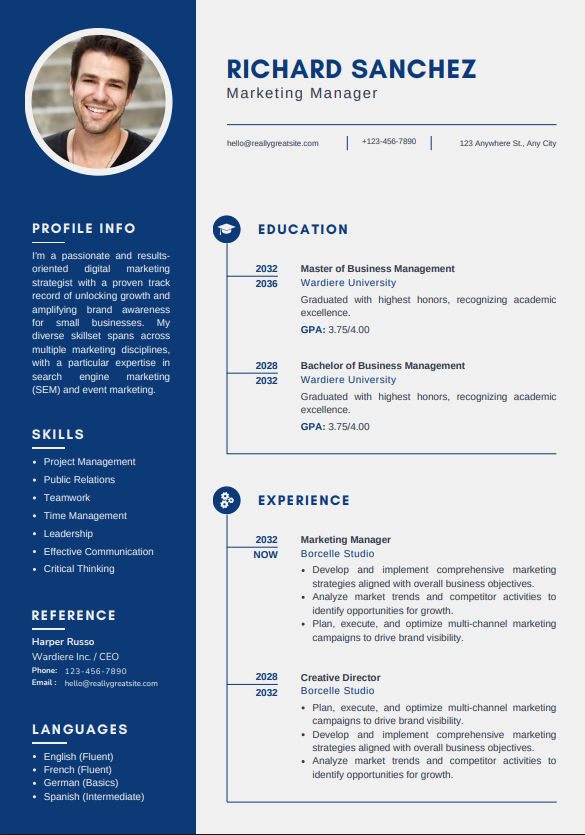 RICHARD SANCHEZ
Marketing Manager
hello@reallygreatsite.com
+123-456-7890
123 Anywhere St., Any City
PROFILE INFO
I'm a passionate and results-
oriented digital marketing
strategist with a proven track
record of unlocking growth and
amplifying brand awareness
for small businesses. My
diverse skillset spans across
multiple marketing disciplines,
with a particular expertise in
search engine marketing
(SEM) and event marketing.
SKILLS
• Project Management
• Public Relations
• Teamwork
• Time Management
• Leadership
• Effective Communication
• Critical Thinking
REFERENCE
Harper Russo
Wardiere Inc. / CEO
Phone: 123-456-7890
Email : hello@reallygreatsite.com
LANGUAGES
• English (Fluent)
• French (Fluent)
• German (Basics)
• Spanish (Intermediate)
EDUCATION
2032
2036
Master of Business Management
Wardiere University
Graduated with highest honors, recognizing academic
excellence.
GPA: 3.75/4.00
2028
2032
Bachelor of Business Management
Wardiere University
Graduated with highest honors, recognizing academic
excellence.
GPA: 3.75/4.00
EXPERIENCE
2032
NOW
Marketing Manager
Borcelle Studio
• Develop and implement comprehensive marketing
strategies aligned with overall business objectives.
• Analyze market trends and competitor activities to
identify opportunities for growth.
• Plan, execute, and optimize multi-channel marketing
campaigns to drive brand visibility.
2028
2032
Creative Director
Borcelle Studio
• Plan, execute, and optimize multi-channel marketing
campaigns to drive brand visibility.
• Develop and implement comprehensive marketing
strategies aligned with overall business objectives.
• Analyze market trends and competitor activities to
identify opportunities for growth.